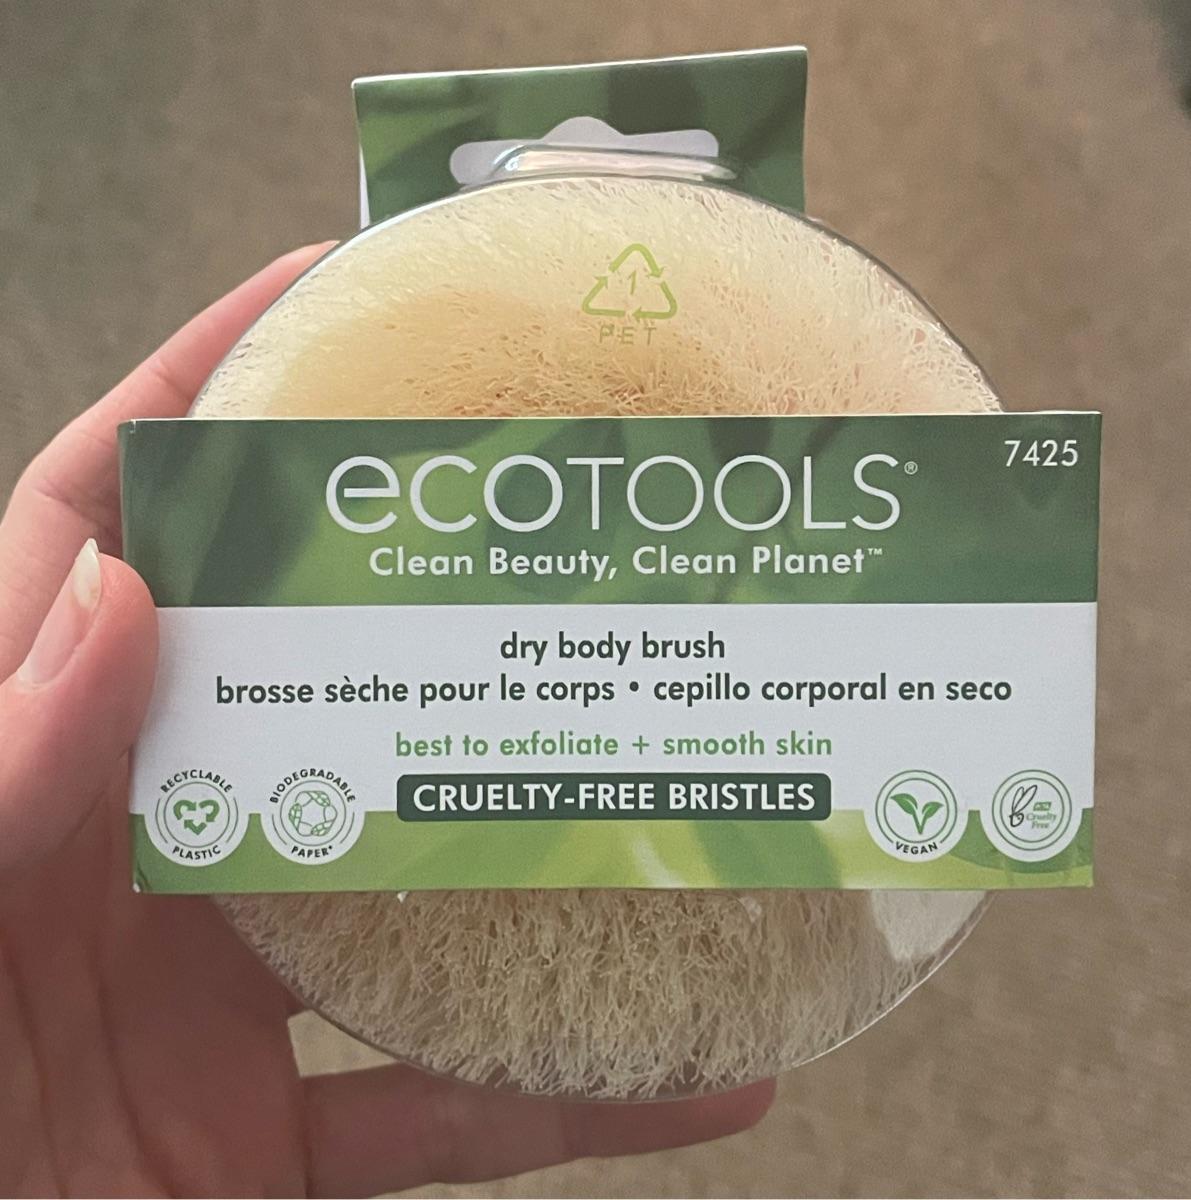 1
PET
ecoTOOLS®
7425
Clean Beauty, Clean Planet™
dry body brush
brosse sèche pour le corps • cepillo corporal en seco
best to exfoliate + smooth skin
CRUELTY-FREE BRISTLES
RECYCLABLE
PLASTIC
BIODEGRADABLE
PAPER*
VEGAN
PETA
Cruelty
Free